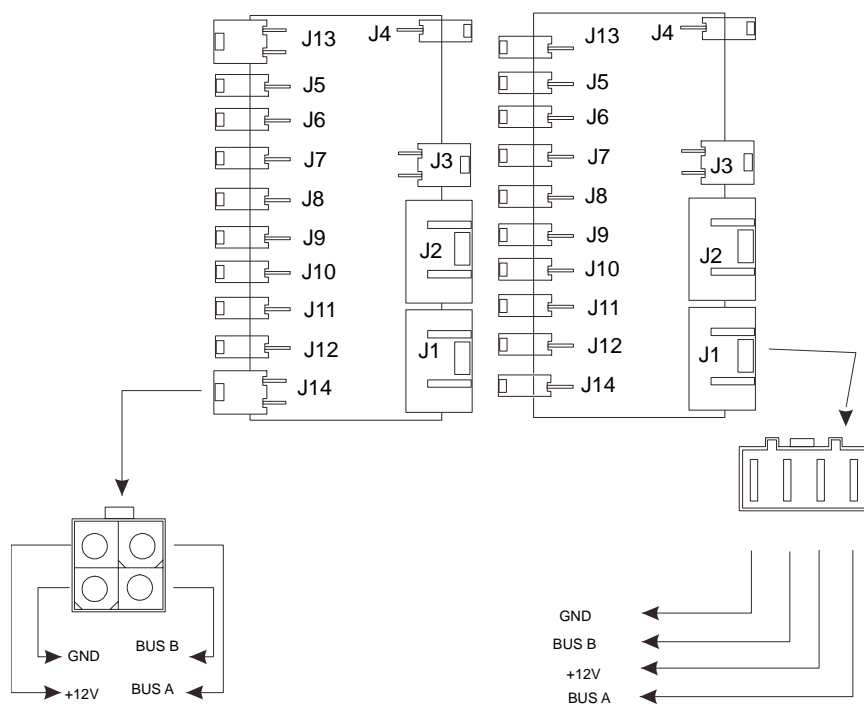 J13
J4
J5
J6
J7
J3
J8
J9
J2
J10
J11
J12
J1
J14
J13
J4
J5
J6
J7
J3
J8
J9
J2
J10
J11
J12
J1
J14
GND
BUS B
+12V
BUS A
GND
BUS B
+12V
BUS A